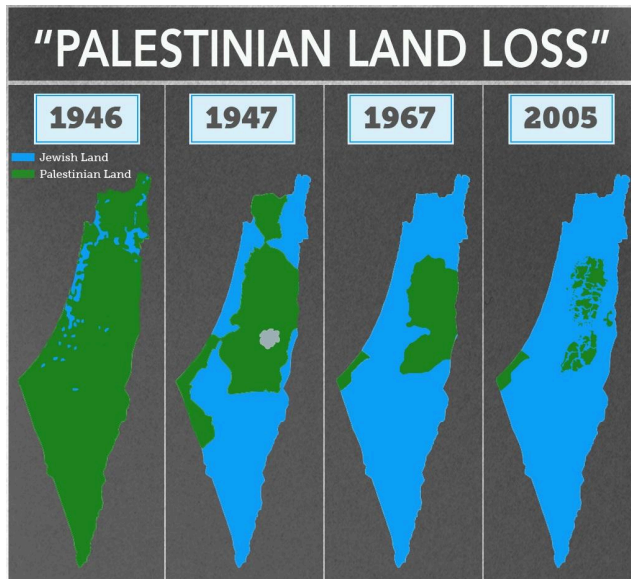 "PALESTINIAN LAND LOSS"
1946
1947
1967
2005
Jewish Land
Palestinian Land